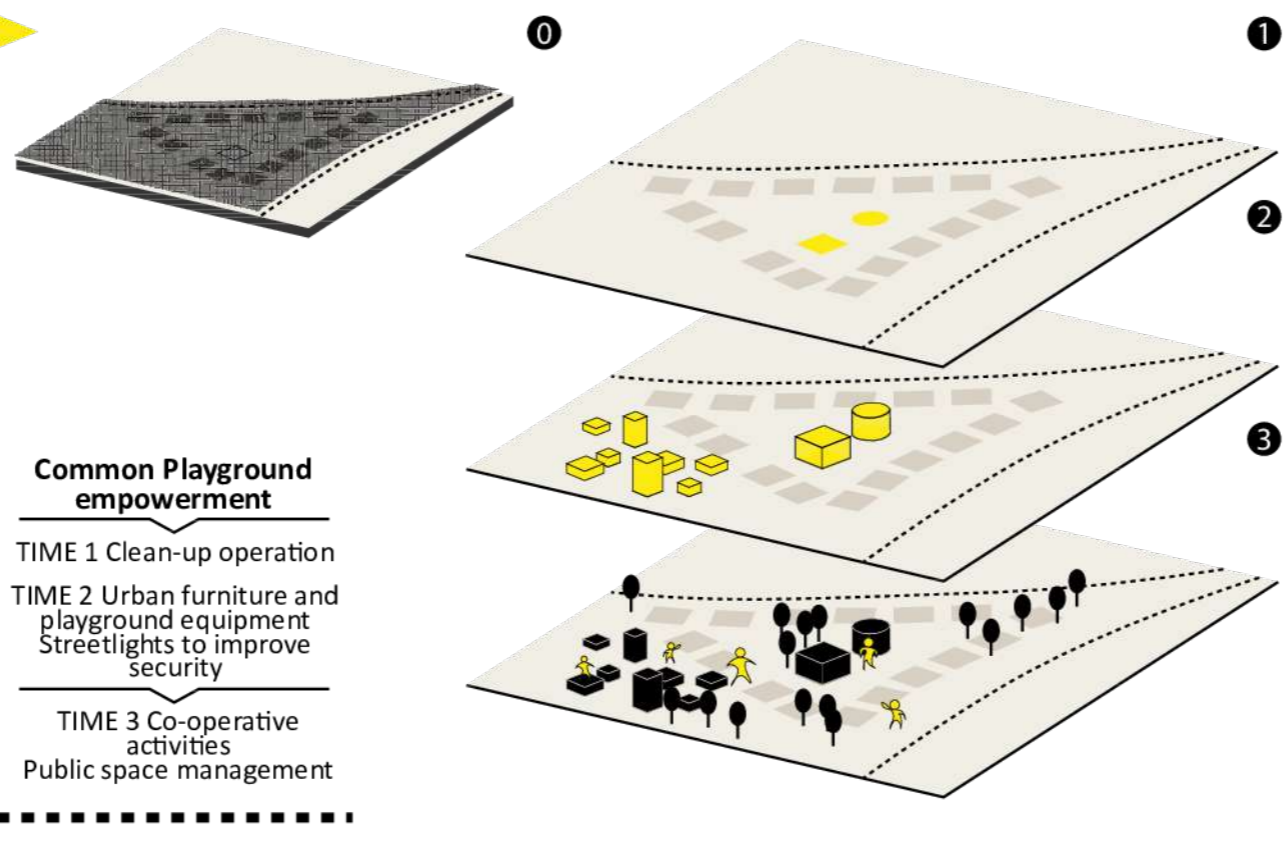 0
1
2
3
Common Playground
empowerment
TIME 1 Clean-up operation
TIME 2 Urban furniture and
playground equipment
Streetlights to improve
security
TIME 3 Co-operative
activities
Public space management